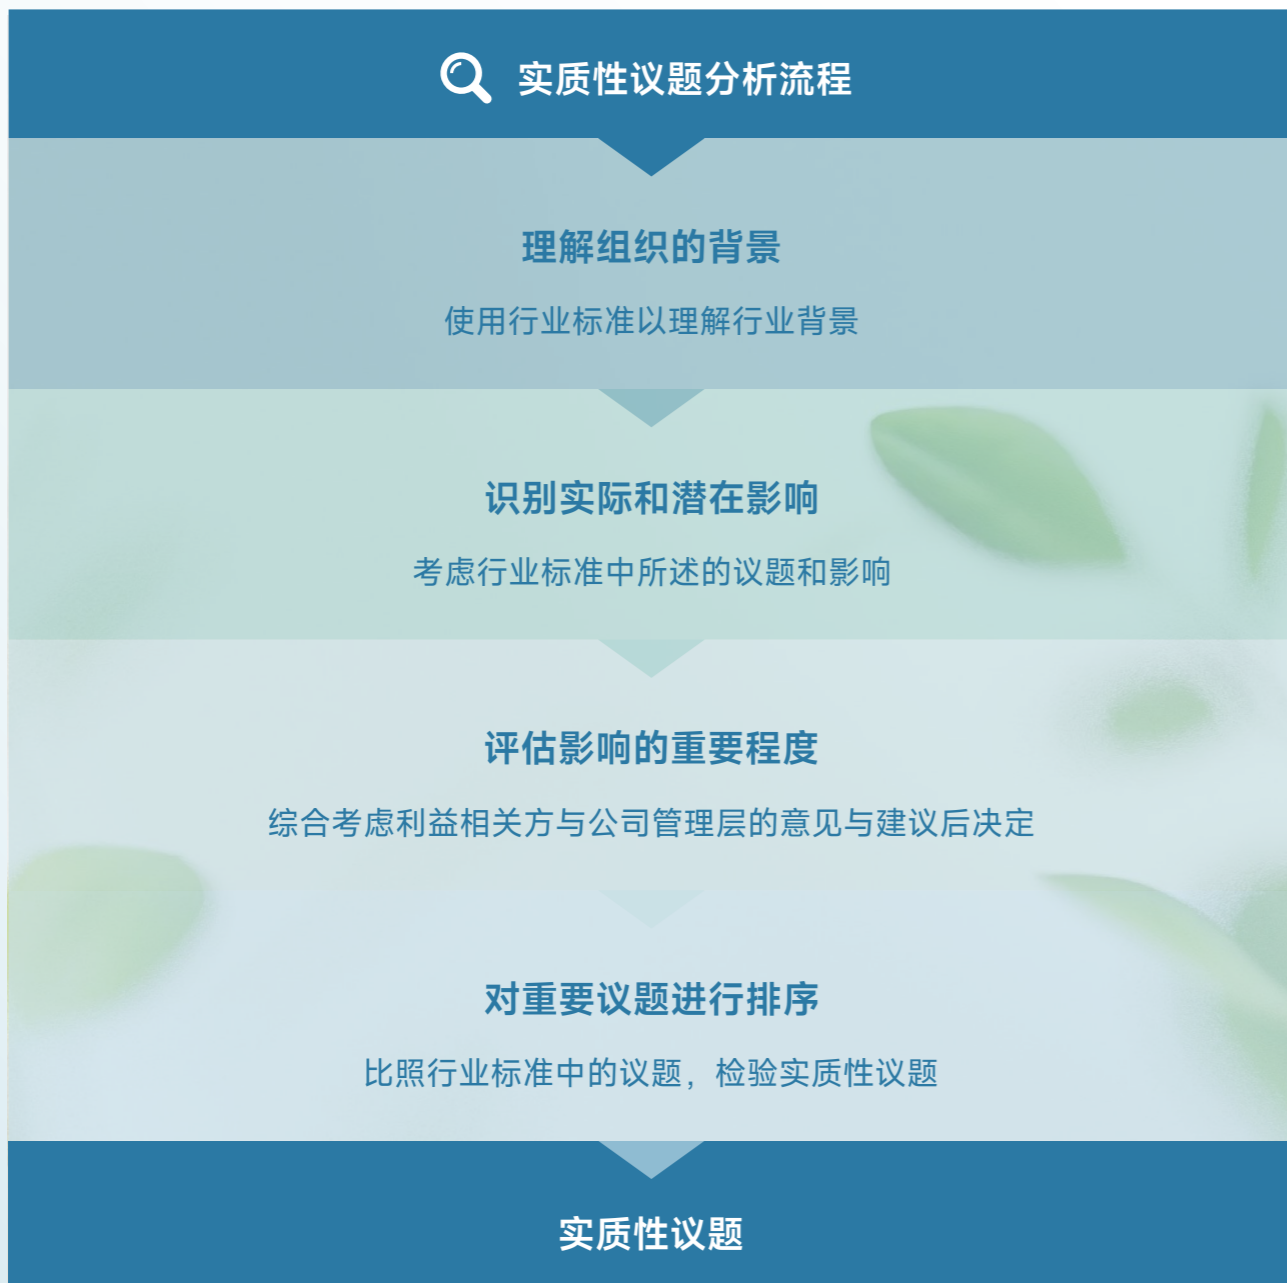 实质性议题分析流程
理解组织的背景
使用行业标准以理解行业背景
识别实际和潜在影响
考虑行业标准中所述的议题和影响
评估影响的重要程度
综合考虑利益相关方与公司管理层的意见与建议后决定
对重要议题进行排序
比照行业标准中的议题，检验实质性议题
实质性议题